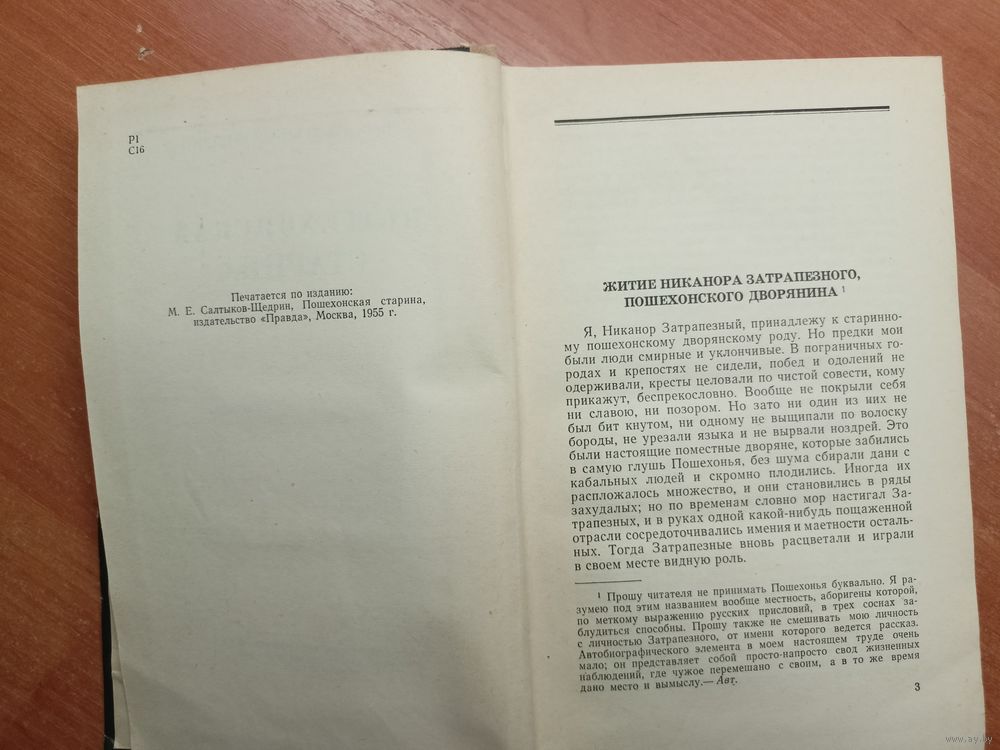 Р1
С16
Печатается по изданию:
М. Е. Салтыков-Щедрин, Пошехонская старина,
издательство «Правда», Москва, 1955 г.
ЖИТИЕ НИКАНОРА ЗАТРАПЕЗНОГО,
ПОШЕХОНСКОГО ДВОРЯНИНА ¹
Я, Никанор Затрапезный, принадлежу к старинно-
му пошехонскому дворянскому роду. Но предки мои
были люди смирные и уклончивые. В пограничных го-
родах и крепостях не сидели, побед и одолений не
одерживали, кресты целовали по чистой совести, кому
прикажут, беспрекословно. Вообще не покрыли себя
ни славою, ни позором. Но зато ни один из них не
был бит кнутом, ни одному не выщипали по волоску
бороды, не урезали языка и не вырвали ноздрей. Это
были настоящие поместные дворяне, которые забились
в самую глушь Пошехонья, без шума сбирали дани с
кабальных людей и скромно плодились. Иногда их
распложалось множество, и они становились в ряды
захудалых; но по временам словно мор настигал За-
трапезных, и в руках одной какой-нибудь пощаженной
отрасли сосредоточивались имения и маетности осталь-
ных. Тогда Затрапезные вновь расцветали и играли
в своем месте видную роль.
¹ Прошу читателя не принимать Пошехонья буквально. Я ра-
зумею под этим названием вообще местность, аборигены которой,
по меткому выражению русских присловий, в трех соснах за-
блудиться способны. Прошу также не смешивать мою личность
с личностью Затрапезного, от имени которого ведется рассказ.
Автобиографического элемента в моем настоящем труде очень
мало; он представляет собой просто-напросто свод жизненных
наблюдений, где чужое перемешано с своим, а в то же время
дано место и вымыслу.— Авт.
3
www.ay.by